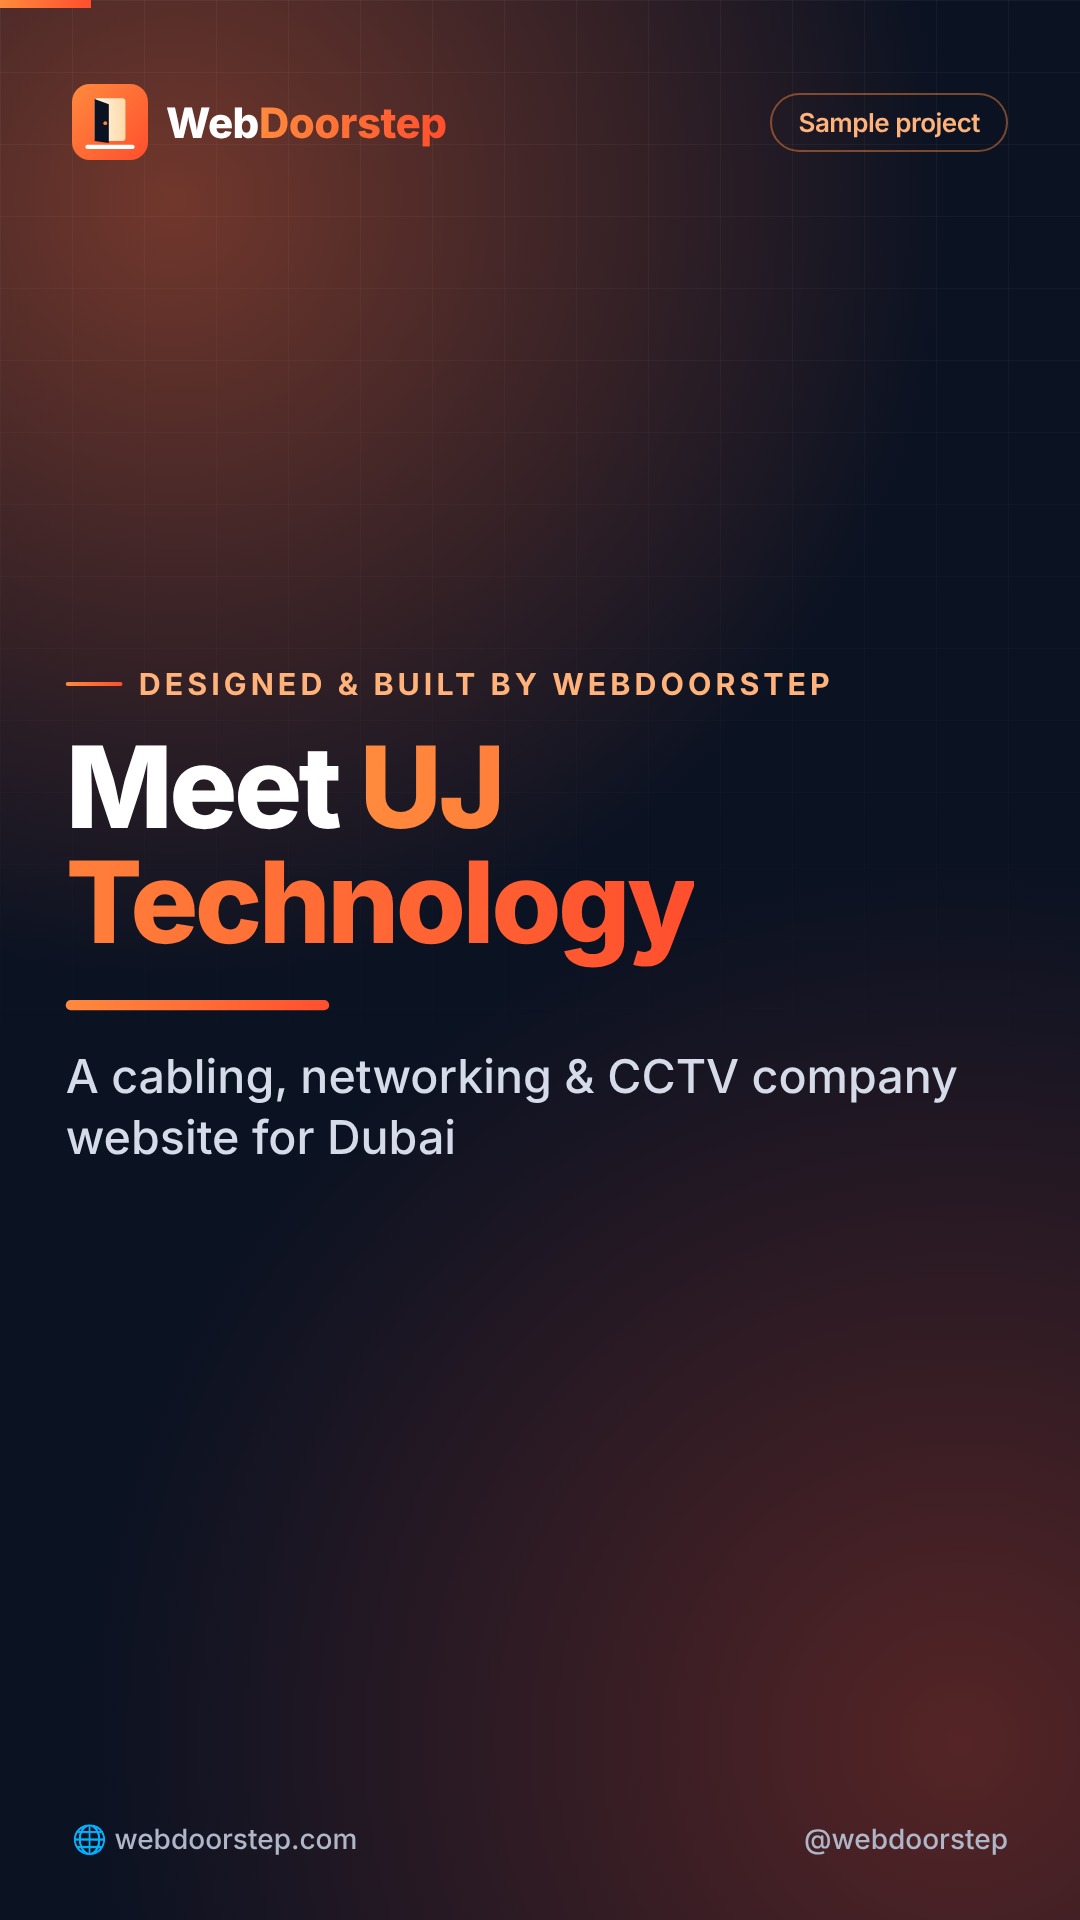 WebDoorstep
Sample project
DESIGNED & BUILT BY WEBDOORSTEP
Meet UJ
Technology
A cabling, networking & CCTV company
website for Dubai
webdoorstep.com
@webdoorstep